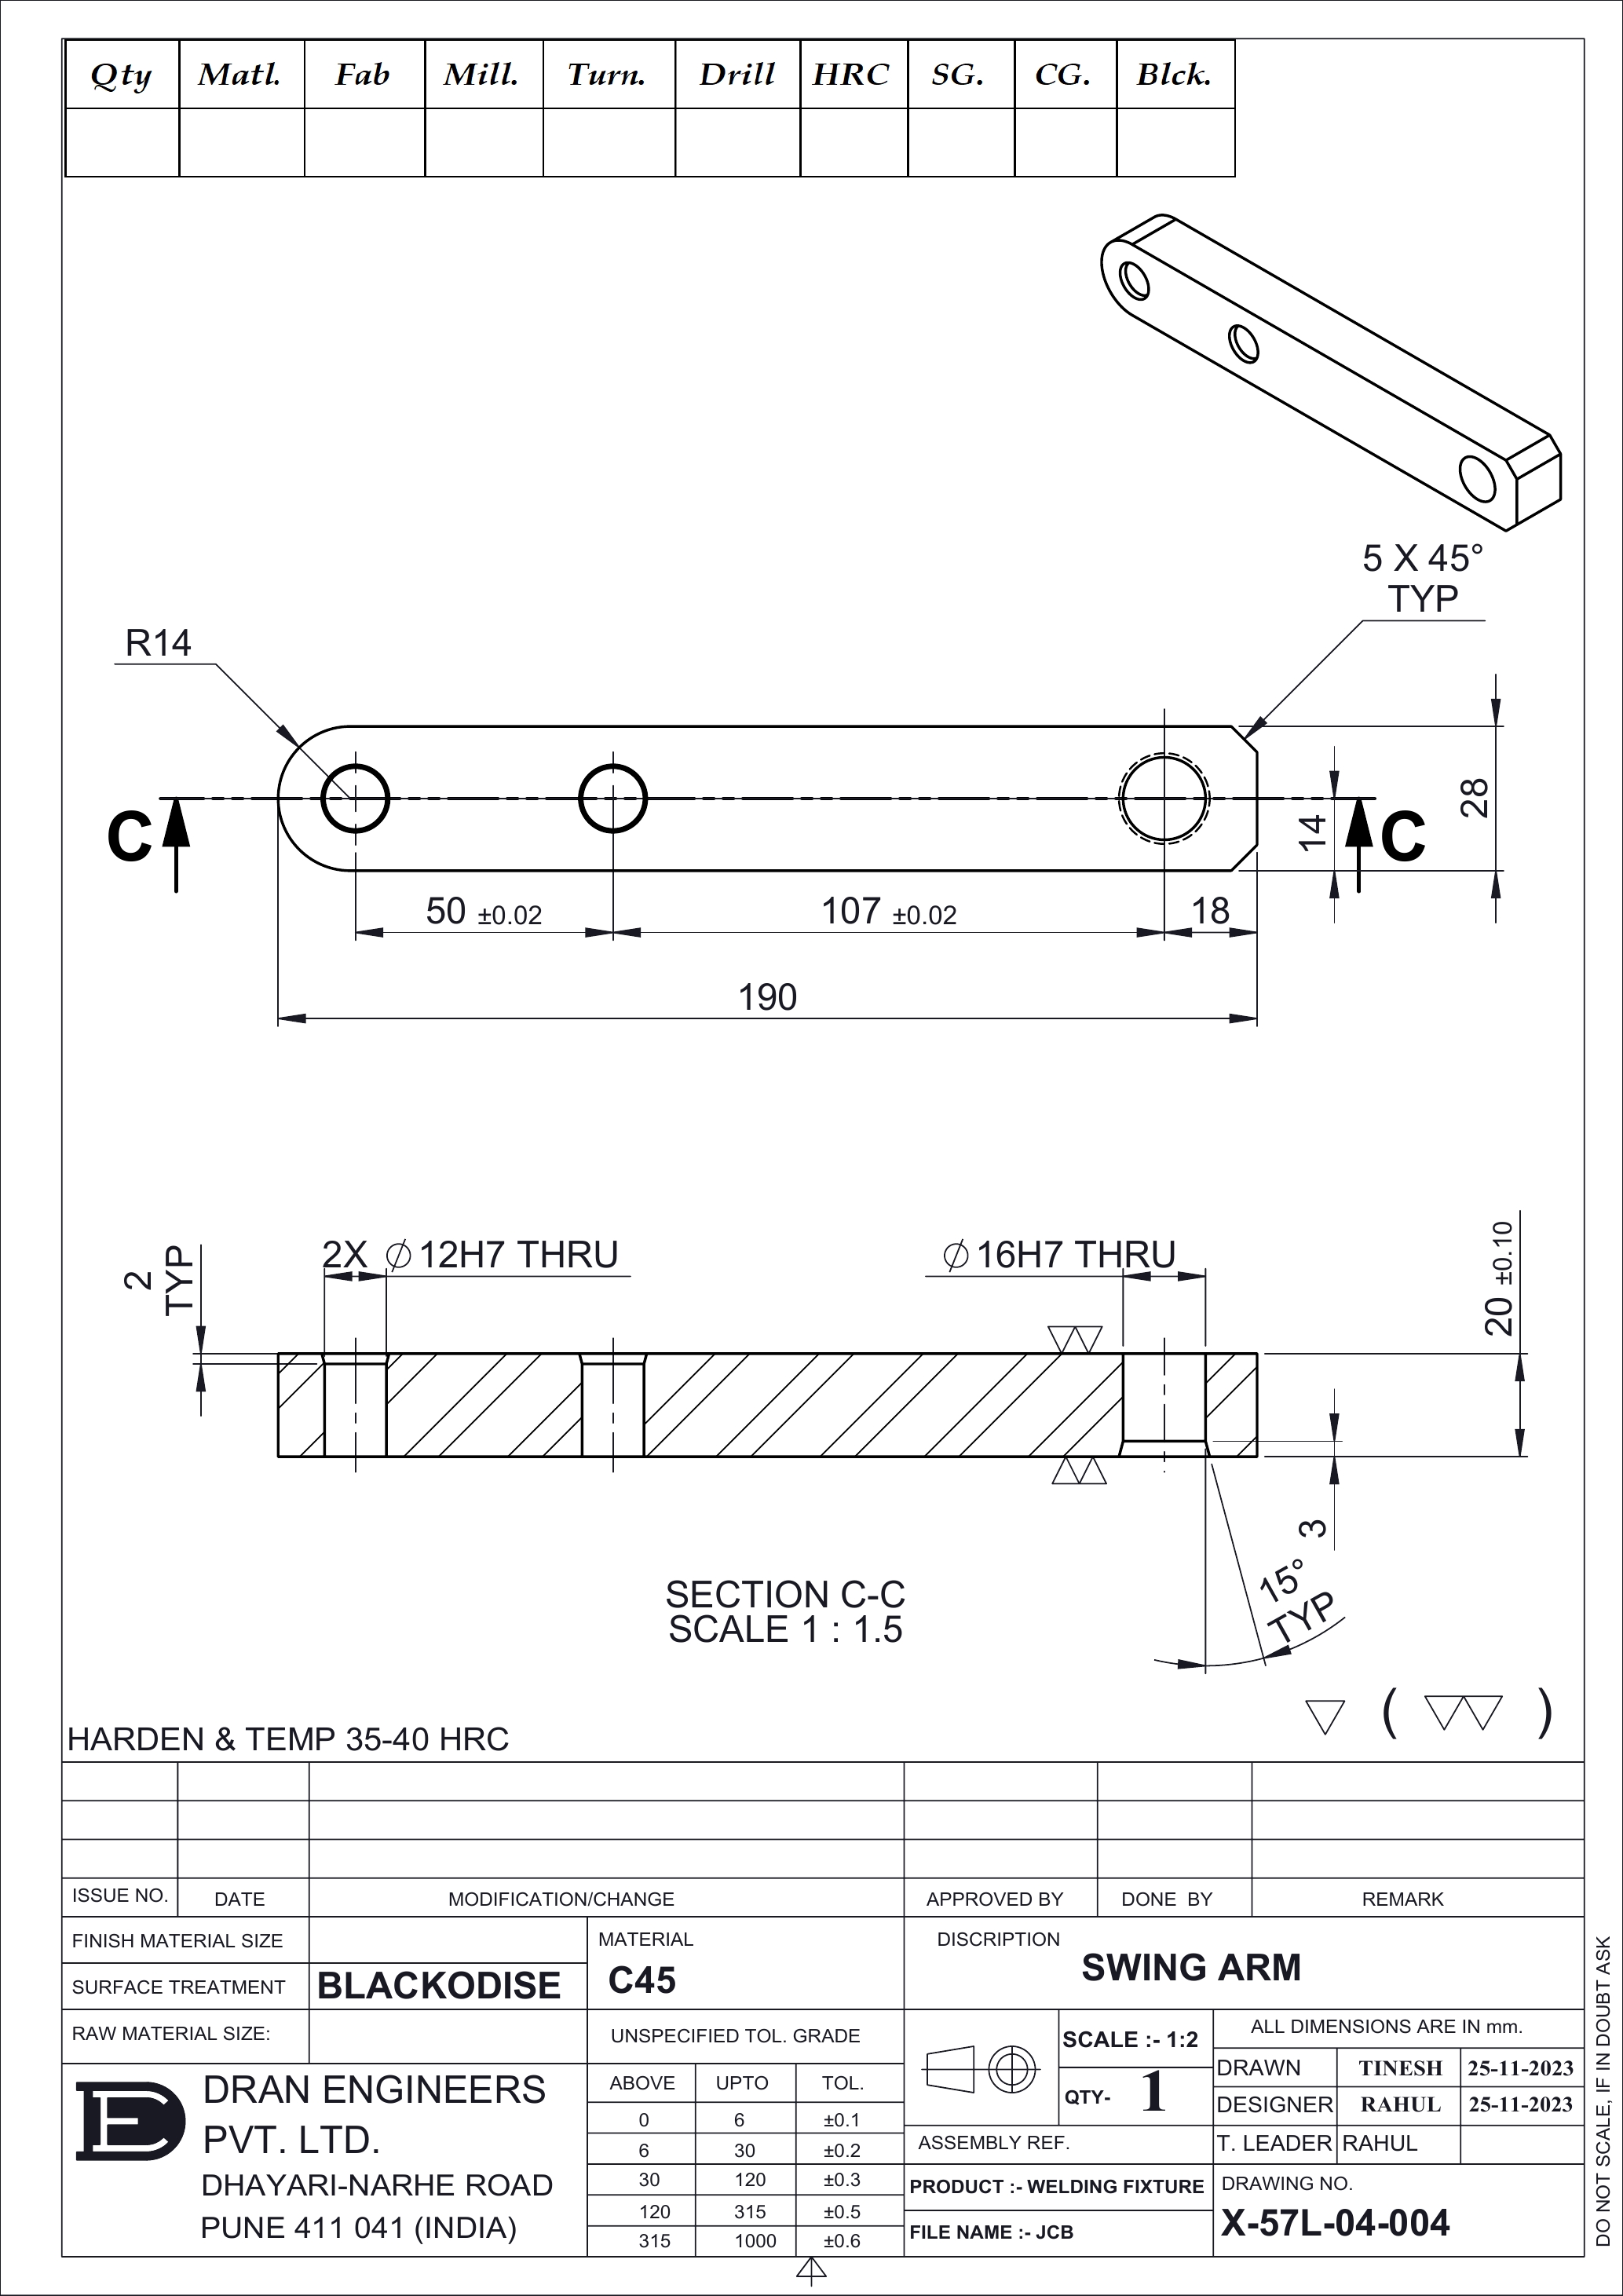 Qty Matl. Fab Mill. Turn. Drill HRC SG. CG. Blck.
5 X 45°
TYP
R14
C
C
28
14
50 ±0.02
107 ±0.02
18
190
2
TYP
2X ⌀12H7 THRU
⌀16H7 THRU
20 ±0.10
3
15°
TYP
SECTION C-C
SCALE 1 : 1.5
( )
HARDEN & TEMP 35-40 HRC
ISSUE NO. DATE MODIFICATION/CHANGE APPROVED BY DONE BY REMARK
FINISH MATERIAL SIZE
SURFACE TREATMENT BLACKODISE
RAW MATERIAL SIZE:
MATERIAL
C45
DISCRIPTION
SWING ARM
UNSPECIFIED TOL. GRADE
ABOVE UPTO TOL.
0 6 ±0.1
6 30 ±0.2
30 120 ±0.3
120 315 ±0.5
315 1000 ±0.6
DE
DRAN ENGINEERS
PVT. LTD.
DHAYARI-NARHE ROAD
PUNE 411 041 (INDIA)
SCALE :- 1:2
QTY- 1
ALL DIMENSIONS ARE IN mm.
DRAWN TINESH 25-11-2023
DESIGNER RAHUL 25-11-2023
T. LEADER RAHUL
ASSEMBLY REF.
PRODUCT :- WELDING FIXTURE
FILE NAME :- JCB
DRAWING NO.
X-57L-04-004
DO NOT SCALE, IF IN DOUBT ASK